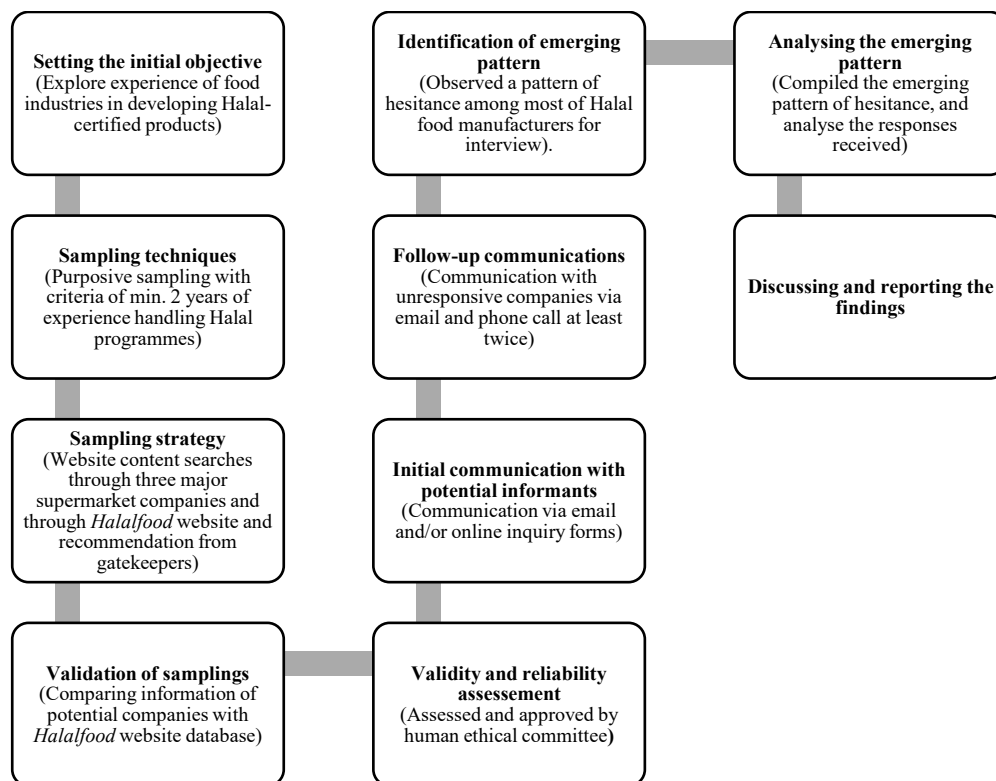 Setting the initial objective
(Explore experience of food
industries in developing Halal-
certified products)
Sampling techniques
(Purposive sampling with
criteria of min. 2 years of
experience handling Halal
programmes)
Sampling strategy
(Website content searches
through three major
supermarket companies and
through Halalfood website and
recommendation from
gatekeepers)
Validation of samplings
(Comparing information of
potential companies with
Halalfood website database)
Validity and reliability
assessement
(Assessed and approved by
human ethical committee)
Initial communication with
potential informants
(Communication via email
and/or online inquiry forms)
Follow-up communications
(Communication with
unresponsive companies via
email and phone call at least
twice)
Identification of emerging
pattern
(Observed a pattern of
hesitance among most of Halal
food manufacturers for
interview).
Analysing the emerging
pattern
(Compiled the emerging
pattern of hesitance, and
analyse the responses
received)
Discussing and reporting the
findings